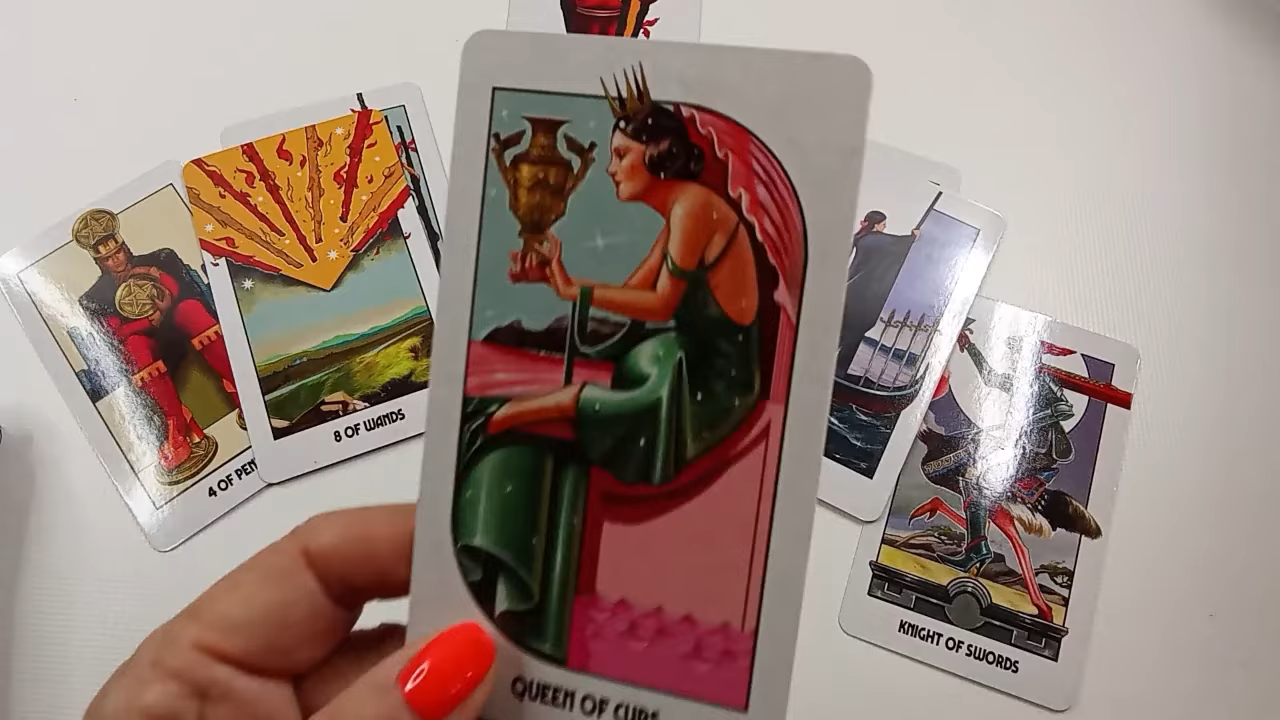 4 OF PEN
8 OF WANDS
QUEEN OF CUPS
KNIGHT OF SWORDS